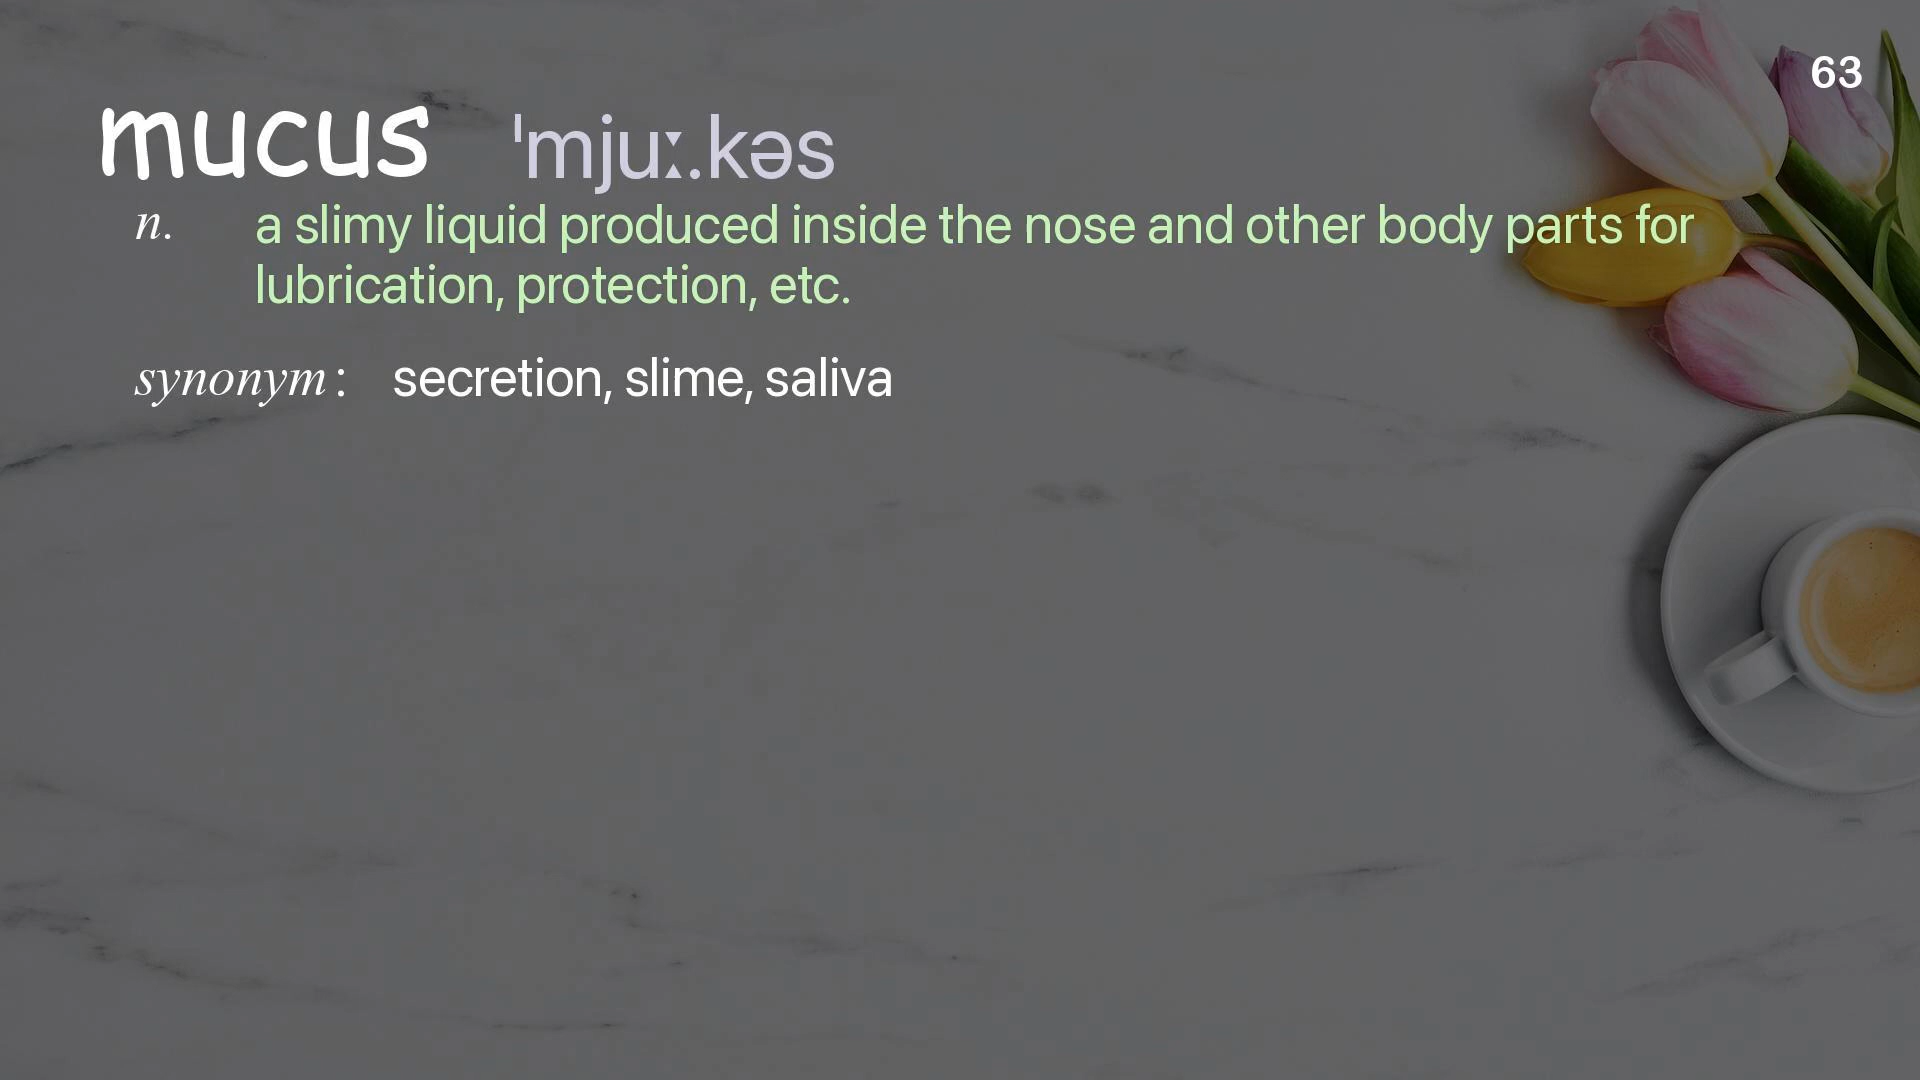 63
mucus ˈmjuː.kəs
n. a slimy liquid produced inside the nose and other body parts for
lubrication, protection, etc.
synonym: secretion, slime, saliva